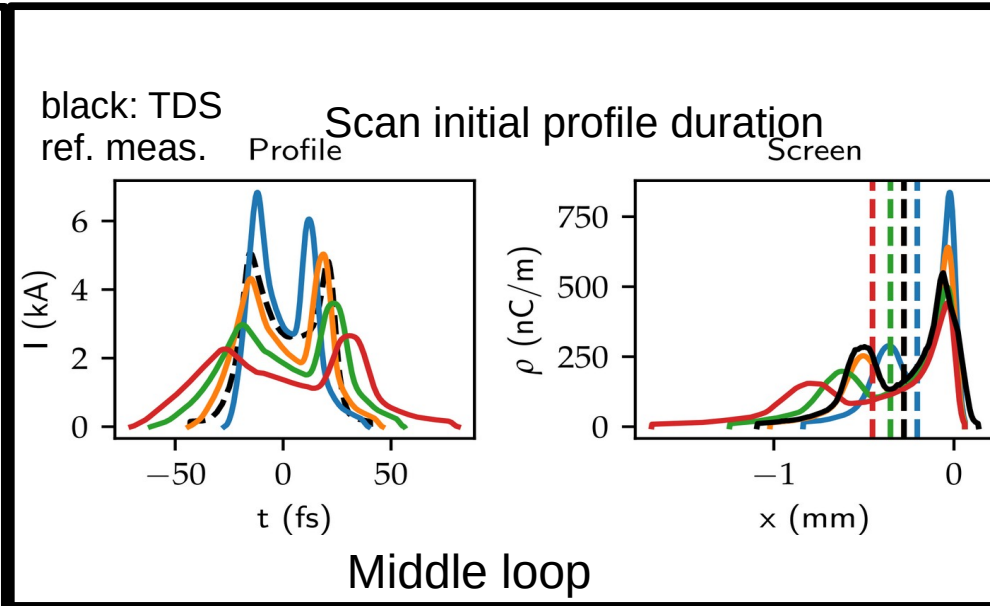 black: TDS
ref. meas.
Scan initial profile duration
Profile
Screen
6
4
2
0
I (kA)
−50 0 50
t (fs)
750
500
250
0
ρ (nC/m)
−1 0
x (mm)
Middle loop